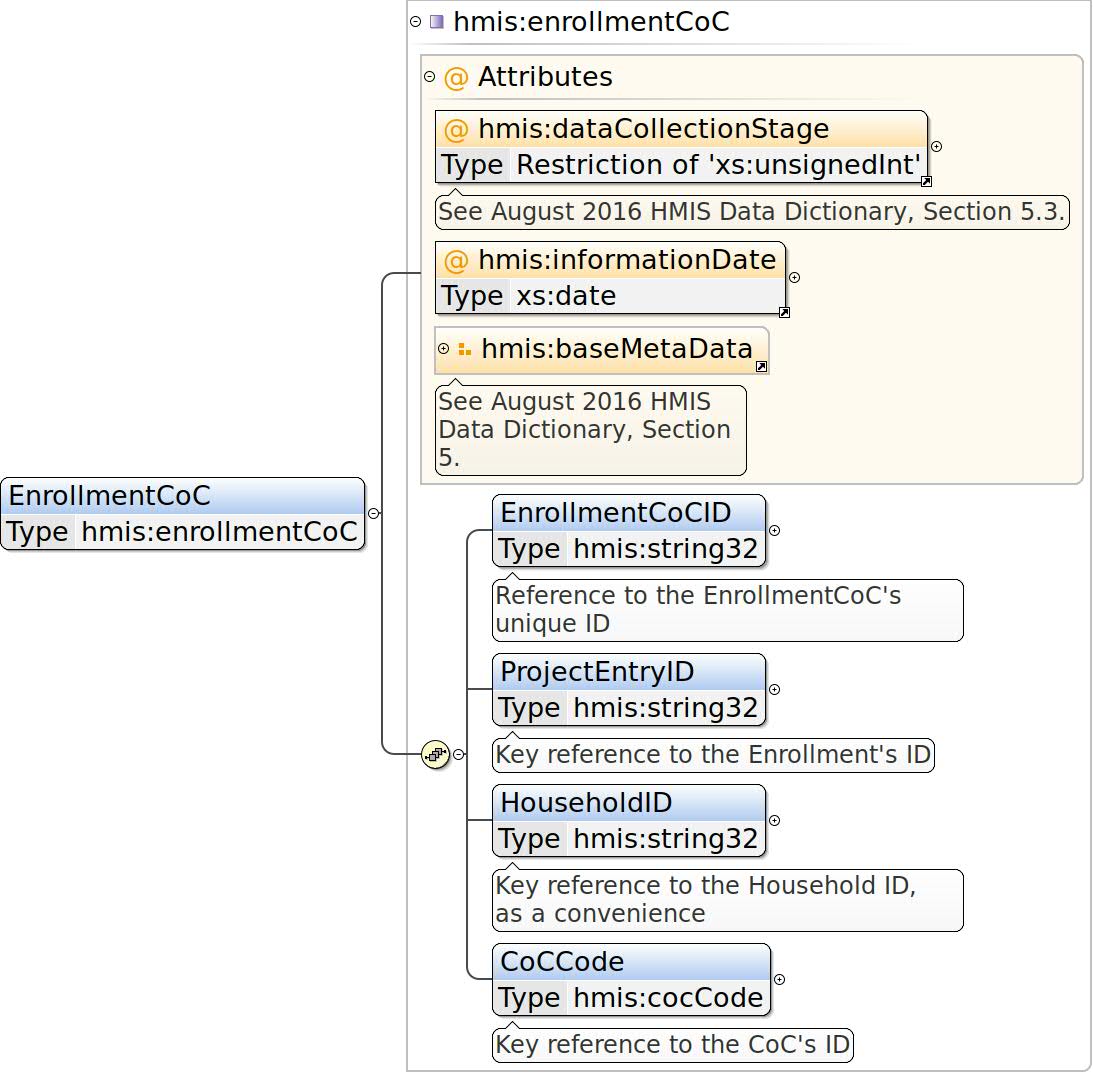 hmis:enrollmentCoC
@ Attributes
@ hmis:dataCollectionStage
Type Restriction of 'xs:unsignedInt'
See August 2016 HMIS Data Dictionary, Section 5.3.
@ hmis:informationDate
Type xs:date
hmis:baseMetaData
See August 2016 HMIS
Data Dictionary, Section
5.
EnrollmentCoC
Type hmis:enrollmentCoC
EnrollmentCoCID
Type hmis:string32
Reference to the EnrollmentCoC's
unique ID
ProjectEntryID
Type hmis:string32
Key reference to the Enrollment's ID
HouseholdID
Type hmis:string32
Key reference to the Household ID,
as a convenience
CoCCode
Type hmis:cocCode
Key reference to the CoC's ID